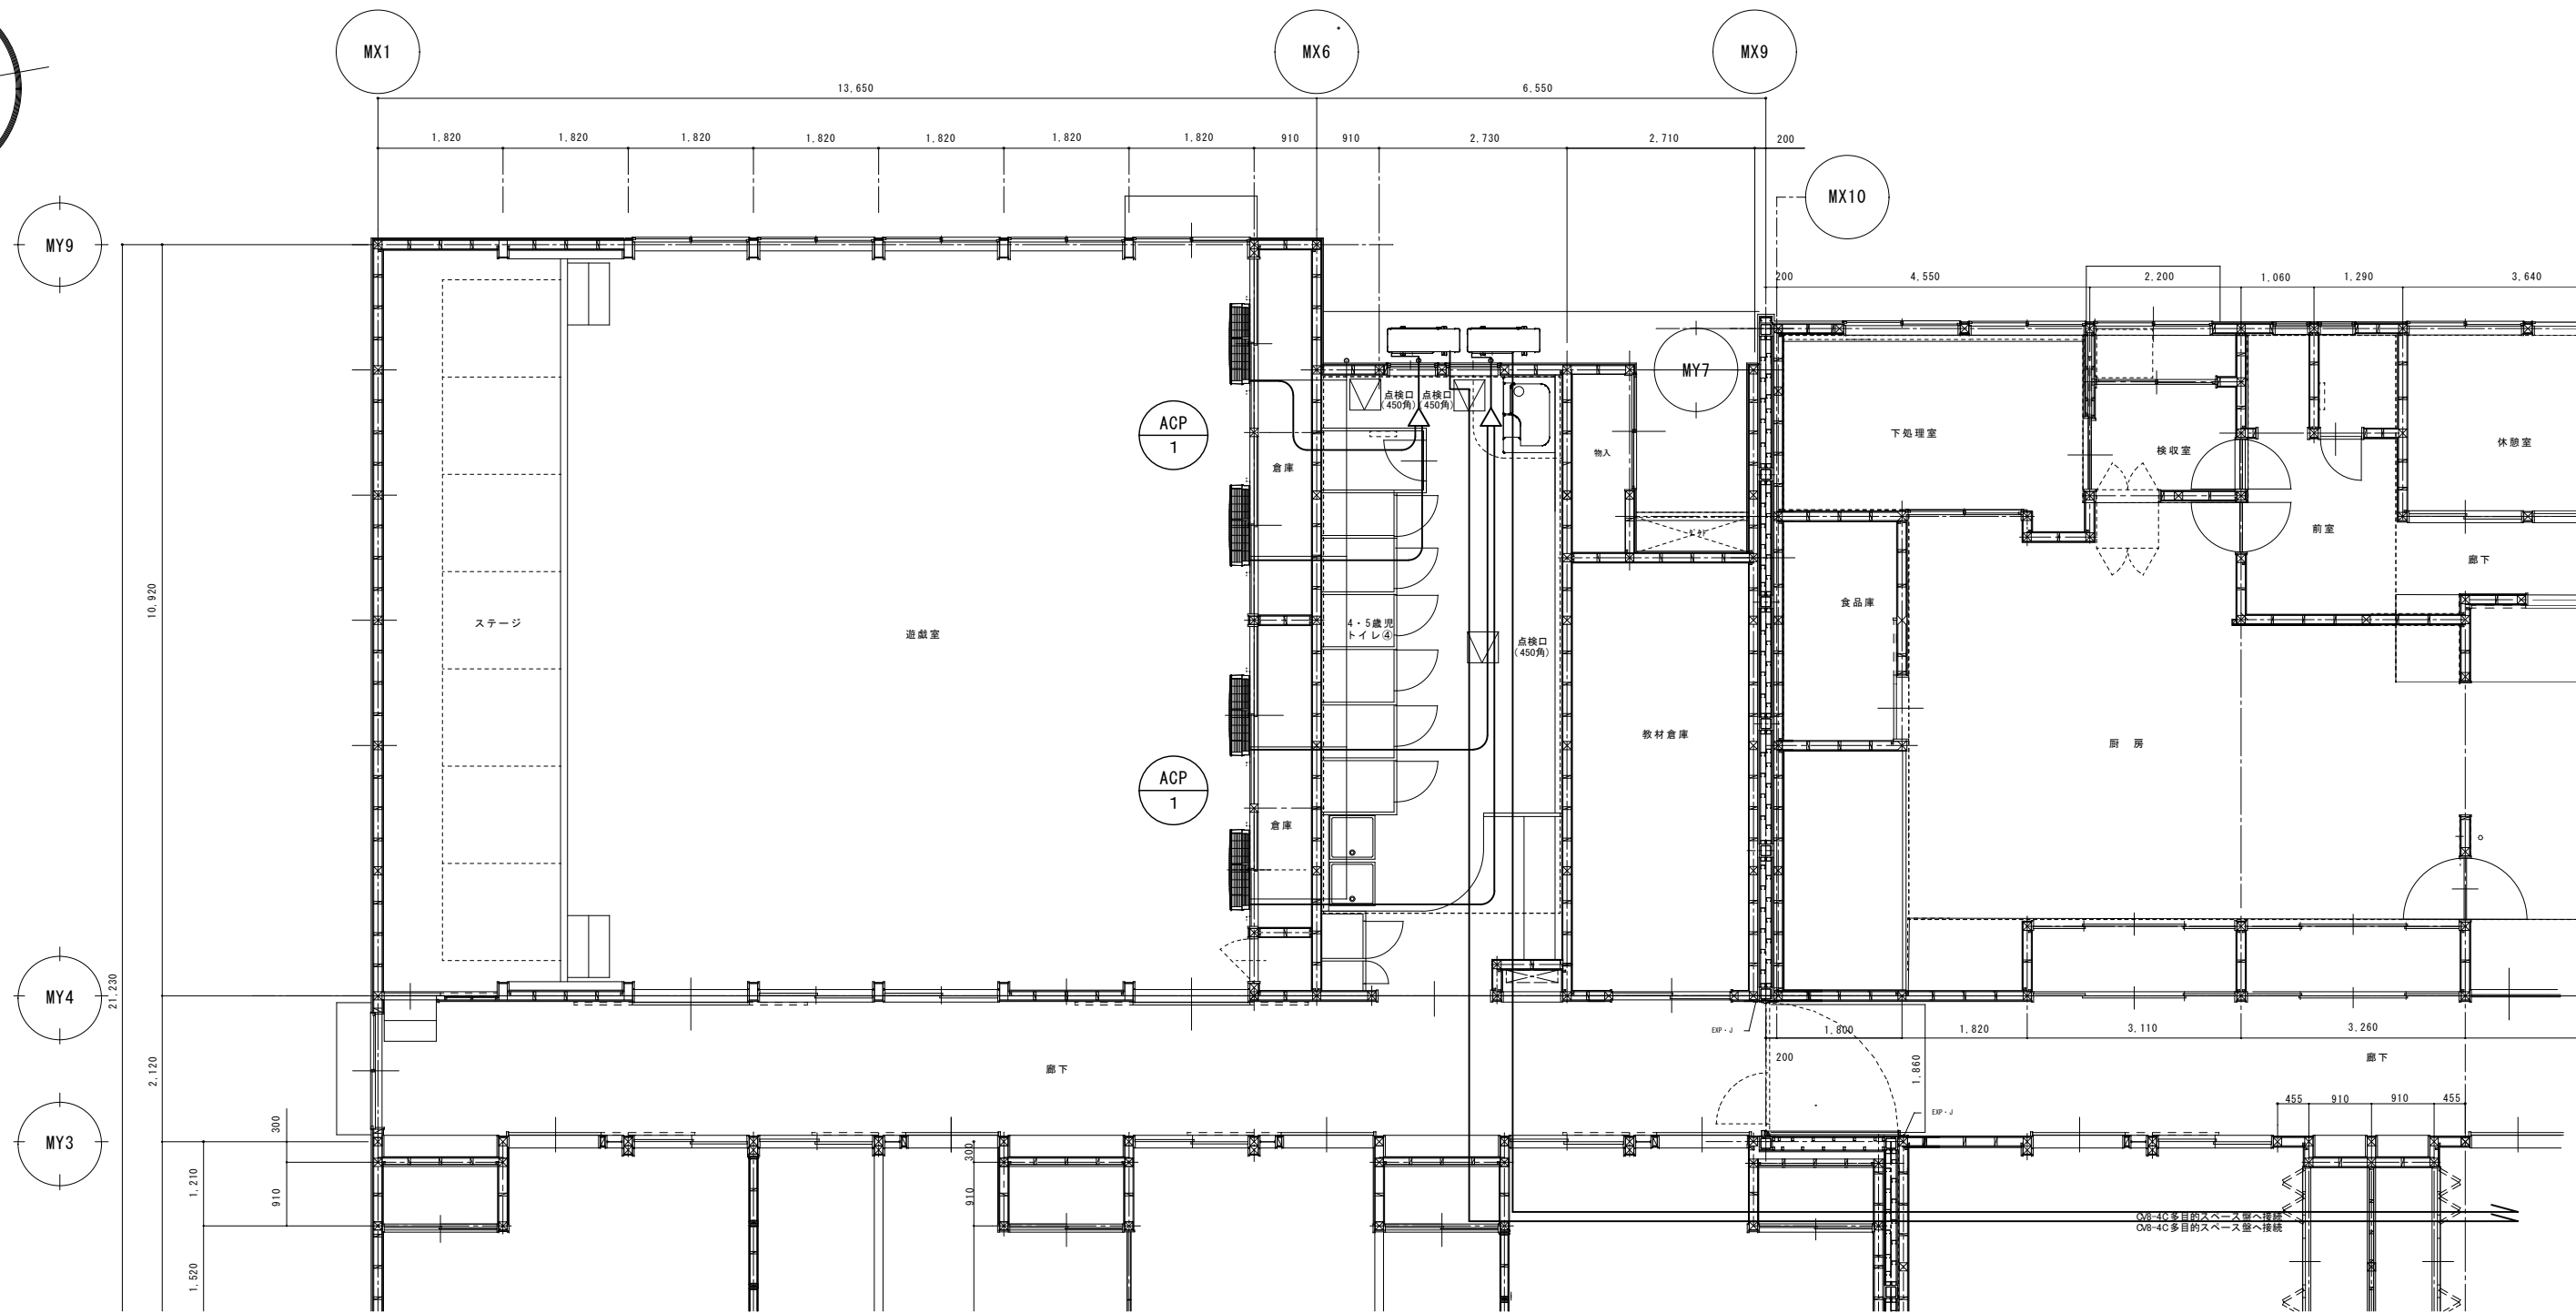 MX1
MX6
MX9
13,650
6,550
1,820
1,820
1,820
1,820
1,820
1,820
1,820
910
910
2,730
2,710
200
MX10
MY9
200
4,550
2,200
1,060
1,290
3,640
MY7
点検口
(450角)
点検口
(450角)
ACP
1
倉庫
物入
下処理室
検収室
休憩室
前室
廊下
10,920
ステージ
遊戯室
4・5歳児
トイレ④
点検口
(450角)
食品庫
教材倉庫
厨 房
ACP
1
倉庫
MY4
21,230
EXP・J
1,800
1,820
3,110
3,260
200
廊下
廊下
2,120
1,860
455
910
910
455
EXP・J
MY3
300
300
1,210
910
910
CV8-4C多目的スペース盤へ接続
CV8-4C多目的スペース盤へ接続
1,520